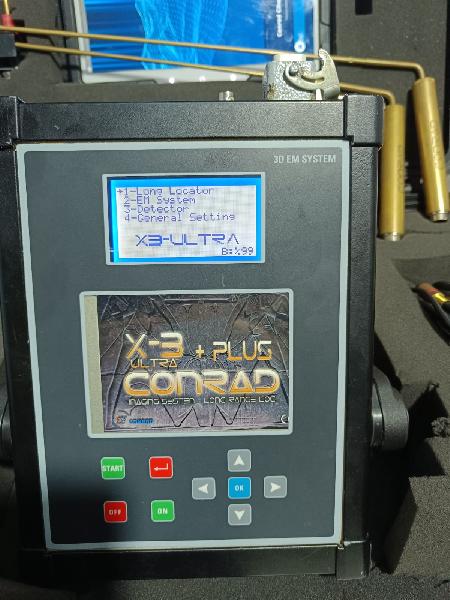 3D EM SYSTEM
+1-Long Locator
2-EM System
3-Detector
4-General Setting
X3-ULTRA
B:%99
X-3 + PLUS
ULTRA
CONRAD
IMAGING SYSTEM - LONG RANGE LOC
CONRAD
START
OK
OFF
ON